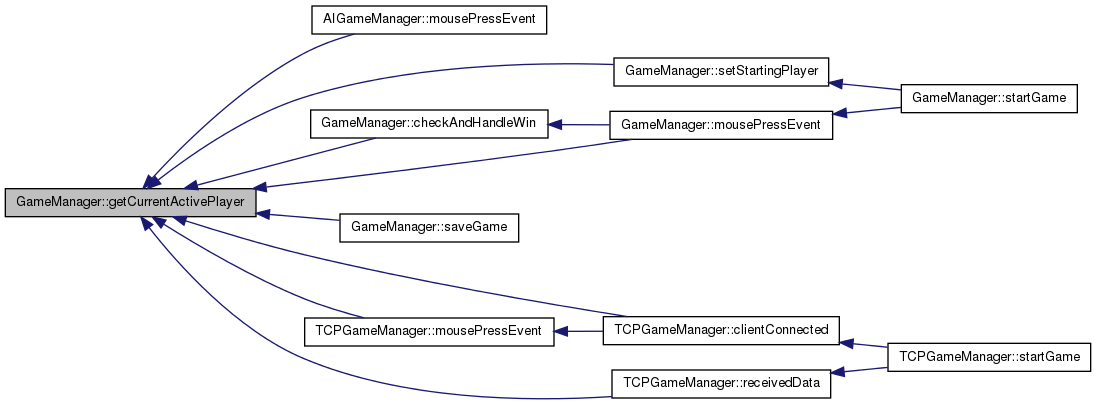 AIGameManager::mousePressEvent
GameManager::setStartingPlayer
GameManager::startGame
GameManager::checkAndHandleWin
GameManager::mousePressEvent
GameManager::getCurrentActivePlayer
GameManager::saveGame
TCPGameManager::mousePressEvent
TCPGameManager::clientConnected
TCPGameManager::startGame
TCPGameManager::receivedData